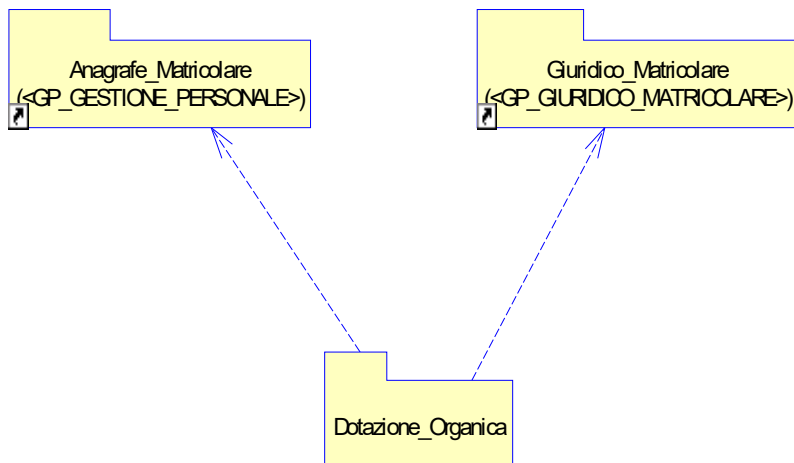 Anagrafe_Matricolare
(<GP_GESTIONE_PERSONALE>)
Giuridico_Matricolare
(<GP_GIURIDICO_MATRICOLARE>)
Dotazione_Organica